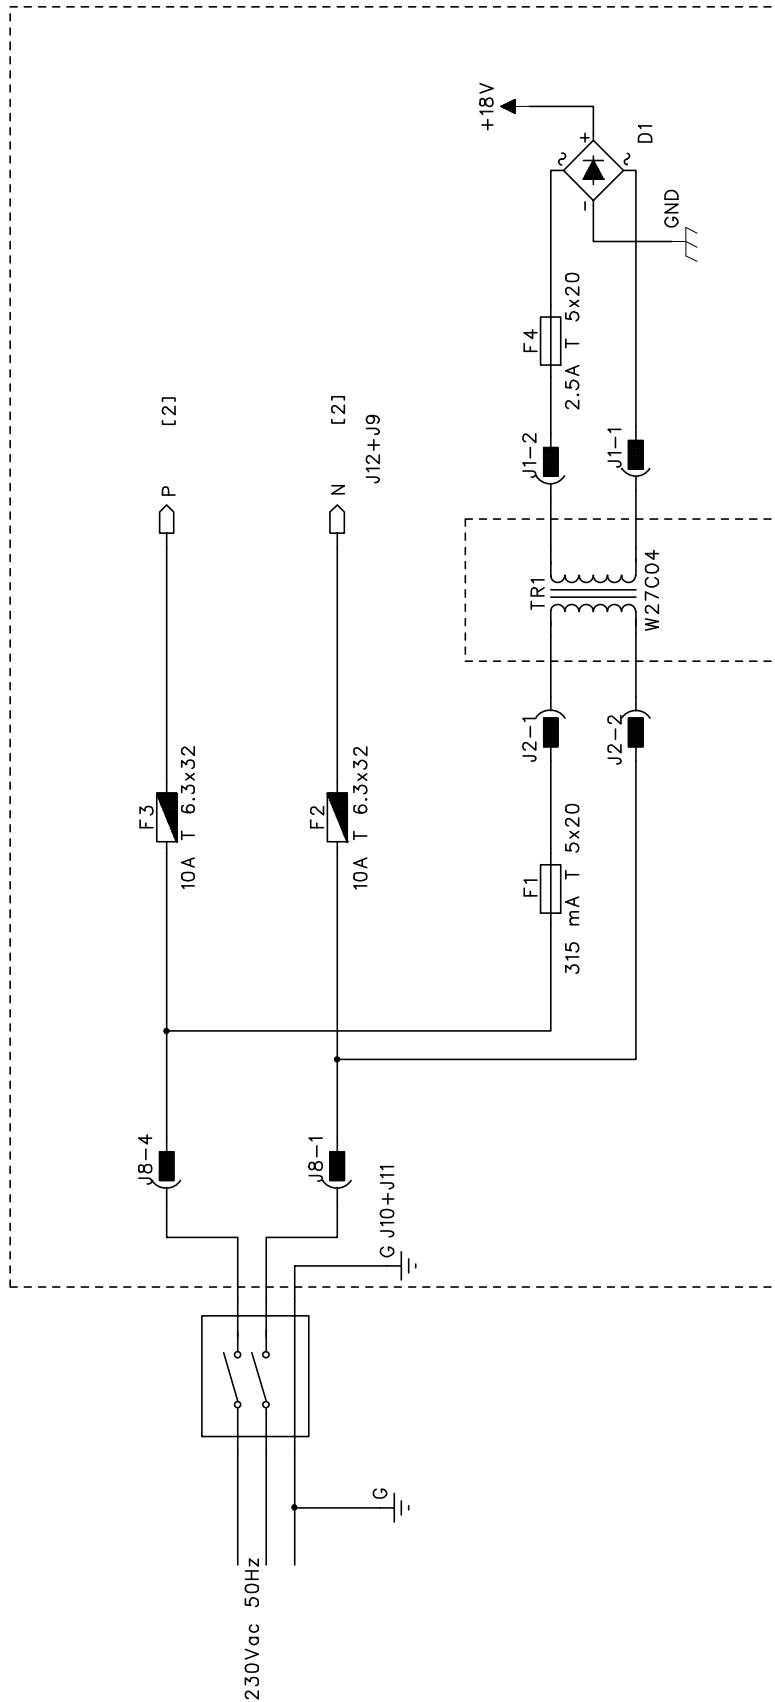 230Vac 50Hz
G
G J10+J11
J8-4
J8-1
F3
10A T 6.3x32
F2
10A T 6.3x32
P [2]
N [2]
J12+J9
F1
315 mA T 5x20
J2-1
J2-2
TR1
W27C04
J1-2
J1-1
F4
2.5A T 5x20
GND
+18V
~
+
-
~
D1